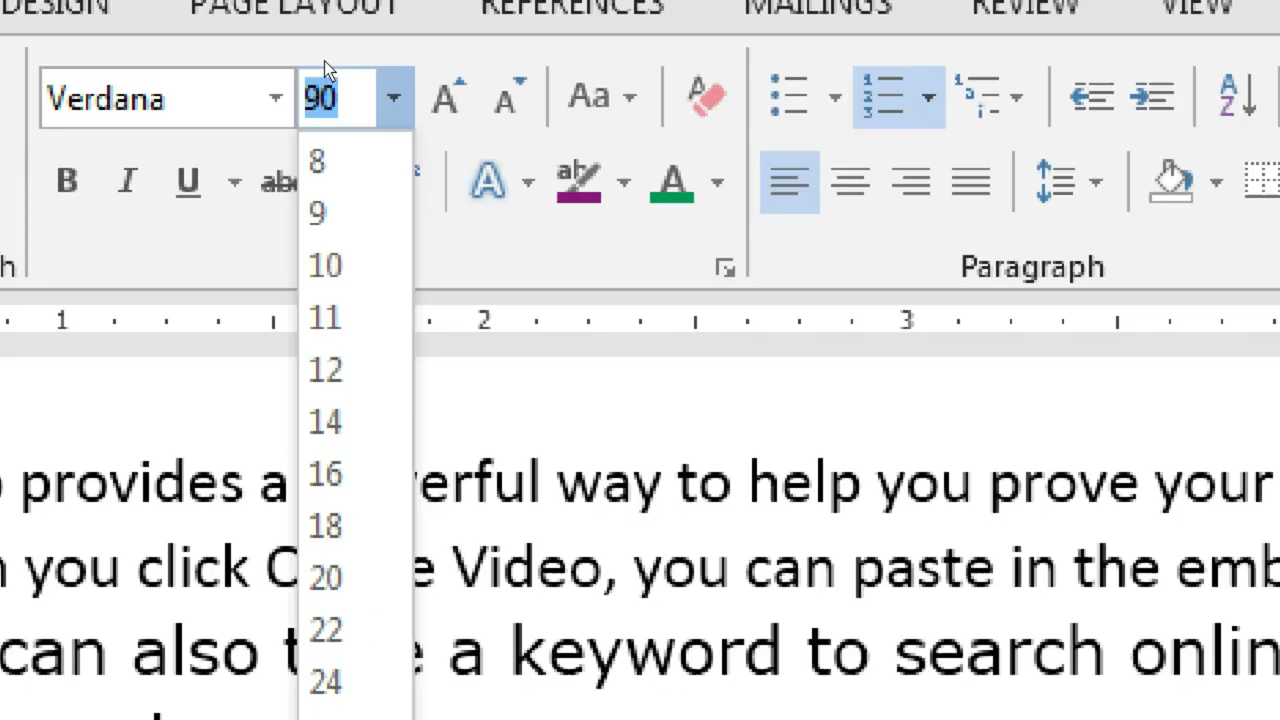 DESIGN PAGE LAYOUT REFERENCES MAILINGS REVIEW VIEW
Verdana 90 A A Aa
B I U abc A ab A
Paragraph
1 2 3
8
9
10
11
12
14
16
18
20
22
24
provides a erful way to help you prove your
you click e Video, you can paste in the emb
can also a keyword to search onlin